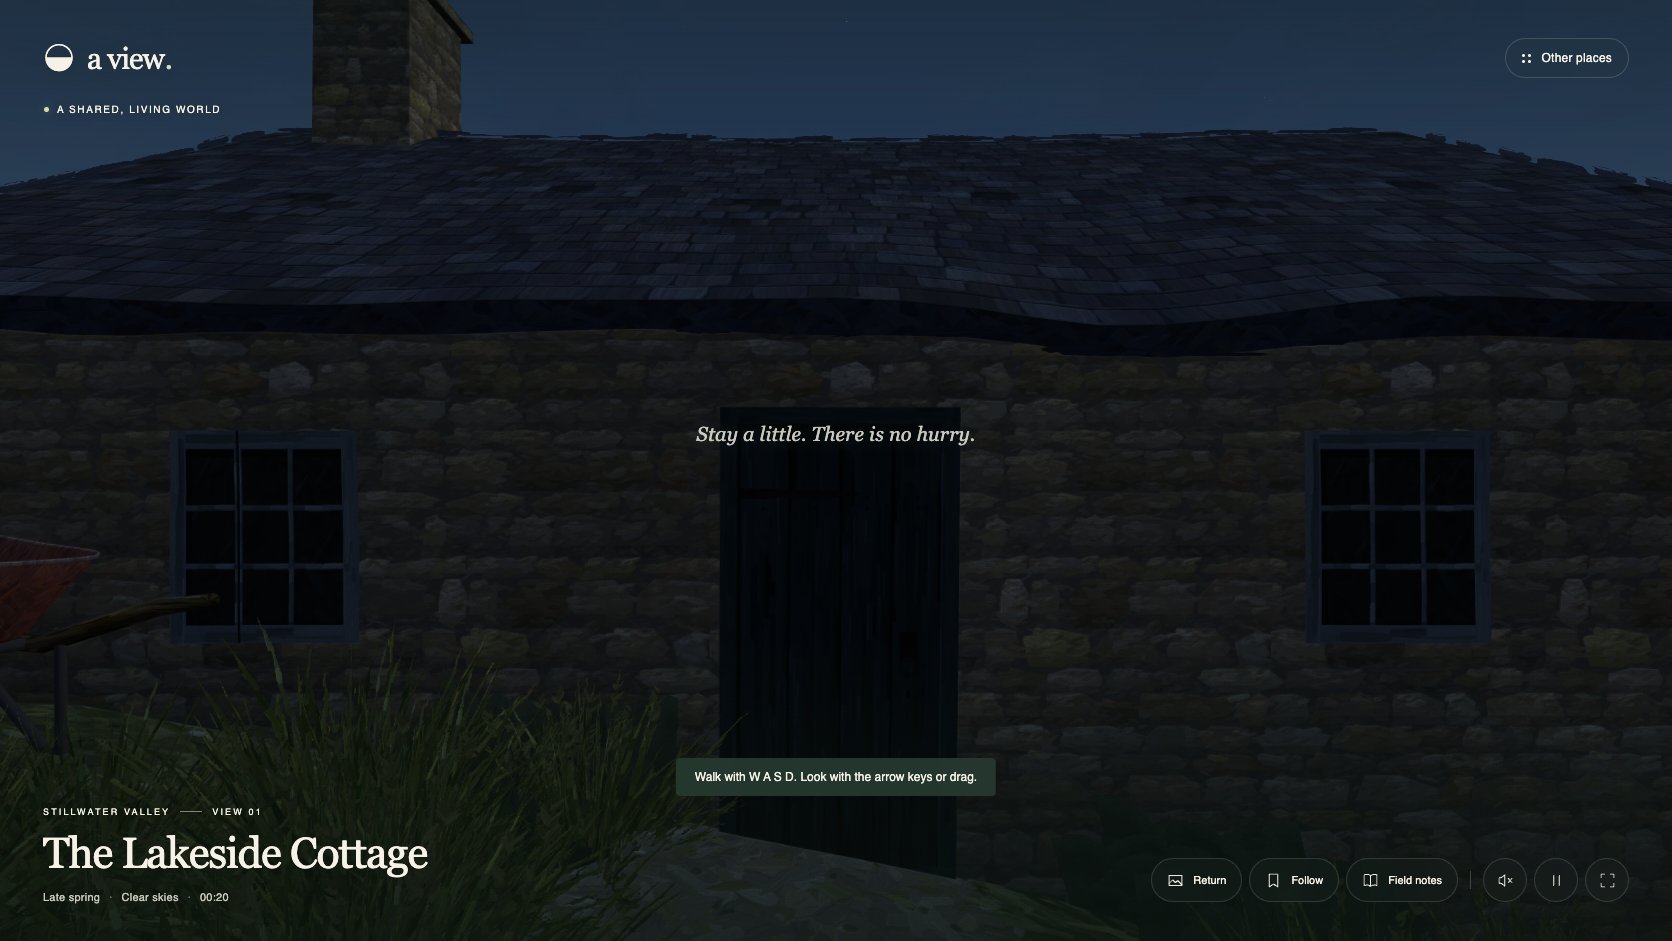 a view.
Other places
A SHARED, LIVING WORLD
Stay a little. There is no hurry.
Walk with W A S D. Look with the arrow keys or drag.
STILLWATER VALLEY — VIEW 01
The Lakeside Cottage
Late spring · Clear skies · 00:20
Return
Follow
Field notes